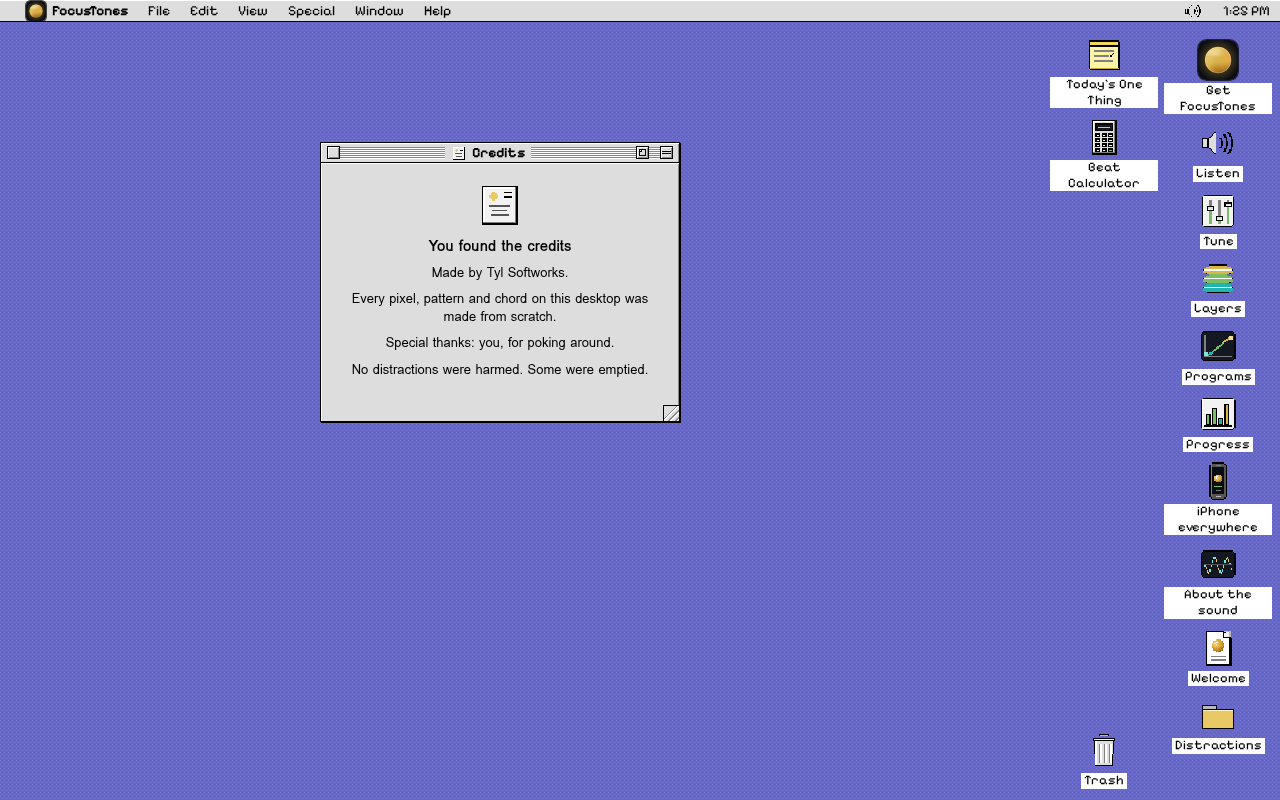 FocusTones File Edit View Special Window Help
Today's One
Thing
Get
FocusTones
Beat
Calculator
Listen
Tune
Layers
Programs
Progress
iPhone
everywhere
About the
sound
Welcome
Distractions
Trash
Credits
You found the credits
Made by Tyl Softworks.
Every pixel, pattern and chord on this desktop was
made from scratch.
Special thanks: you, for poking around.
No distractions were harmed. Some were emptied.